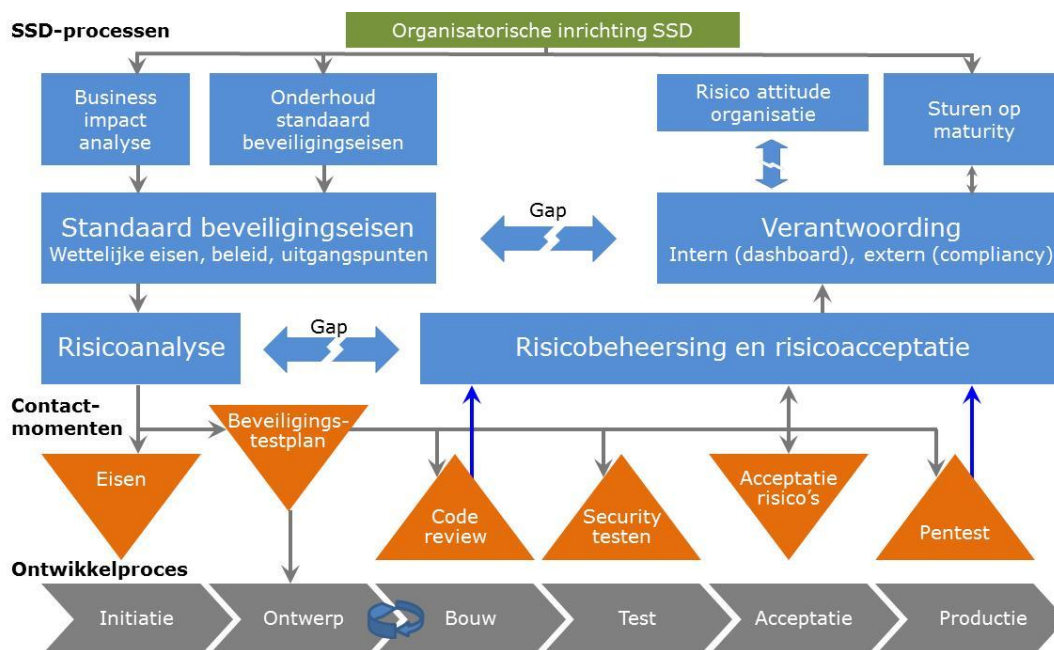 SSD-processen
Organisatorische inrichting SSD
Business
impact
analyse
Onderhoud
standaard
beveiligingseisen
Risico attitude
organisatie
Sturen op
maturity
Standaard beveiligingseisen
Wettelijke eisen, beleid, uitgangspunten
Gap
Verantwoording
Intern (dashboard), extern (compliancy)
Risicoanalyse
Gap
Risicobeheersing en risicoacceptatie
Contact-
momenten
Eisen
Beveiligings-
testplan
Code
review
Security
testen
Acceptatie
risico's
Pentest
Ontwikkelproces
Initiatie
Ontwerp
Bouw
Test
Acceptatie
Productie